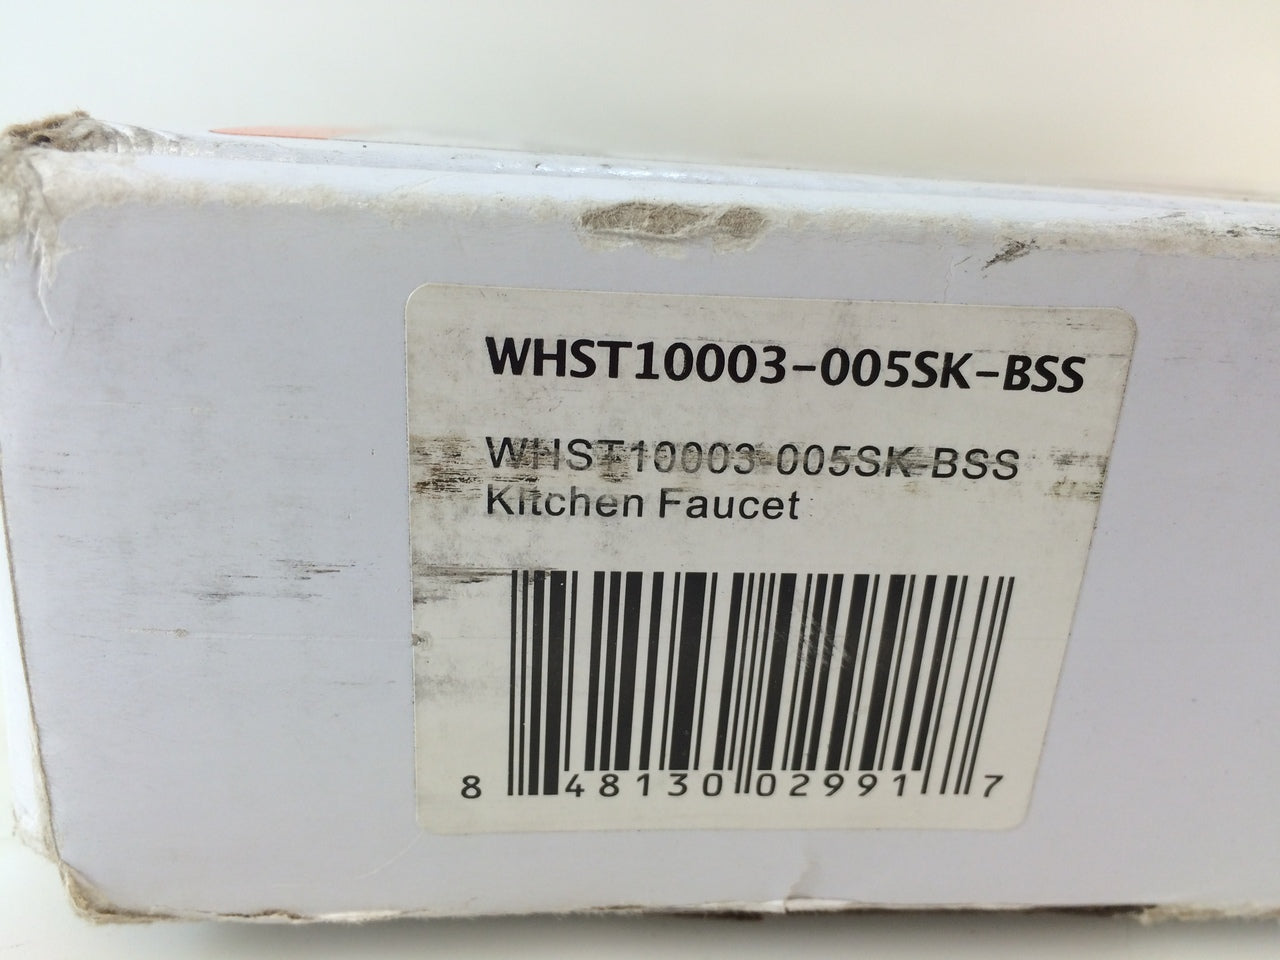 WHST10003-005SK-BSS
WHST10003-005SK-BSS
Kitchen Faucet
8 48130 02991 7